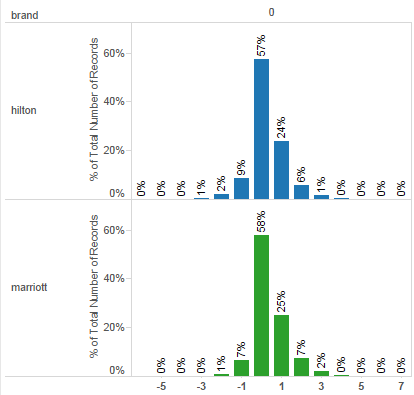 brand
0
hilton
% of Total Number of Records
60%
40%
20%
0%
0% 0% 0% 1% 2% 9% 57% 24% 6% 1% 0% 0% 0% 0%
marriott
% of Total Number of Records
60%
40%
20%
0%
0% 0% 0% 1% 7% 58% 25% 7% 2% 0% 0% 0% 0%
-5 -3 -1 1 3 5 7